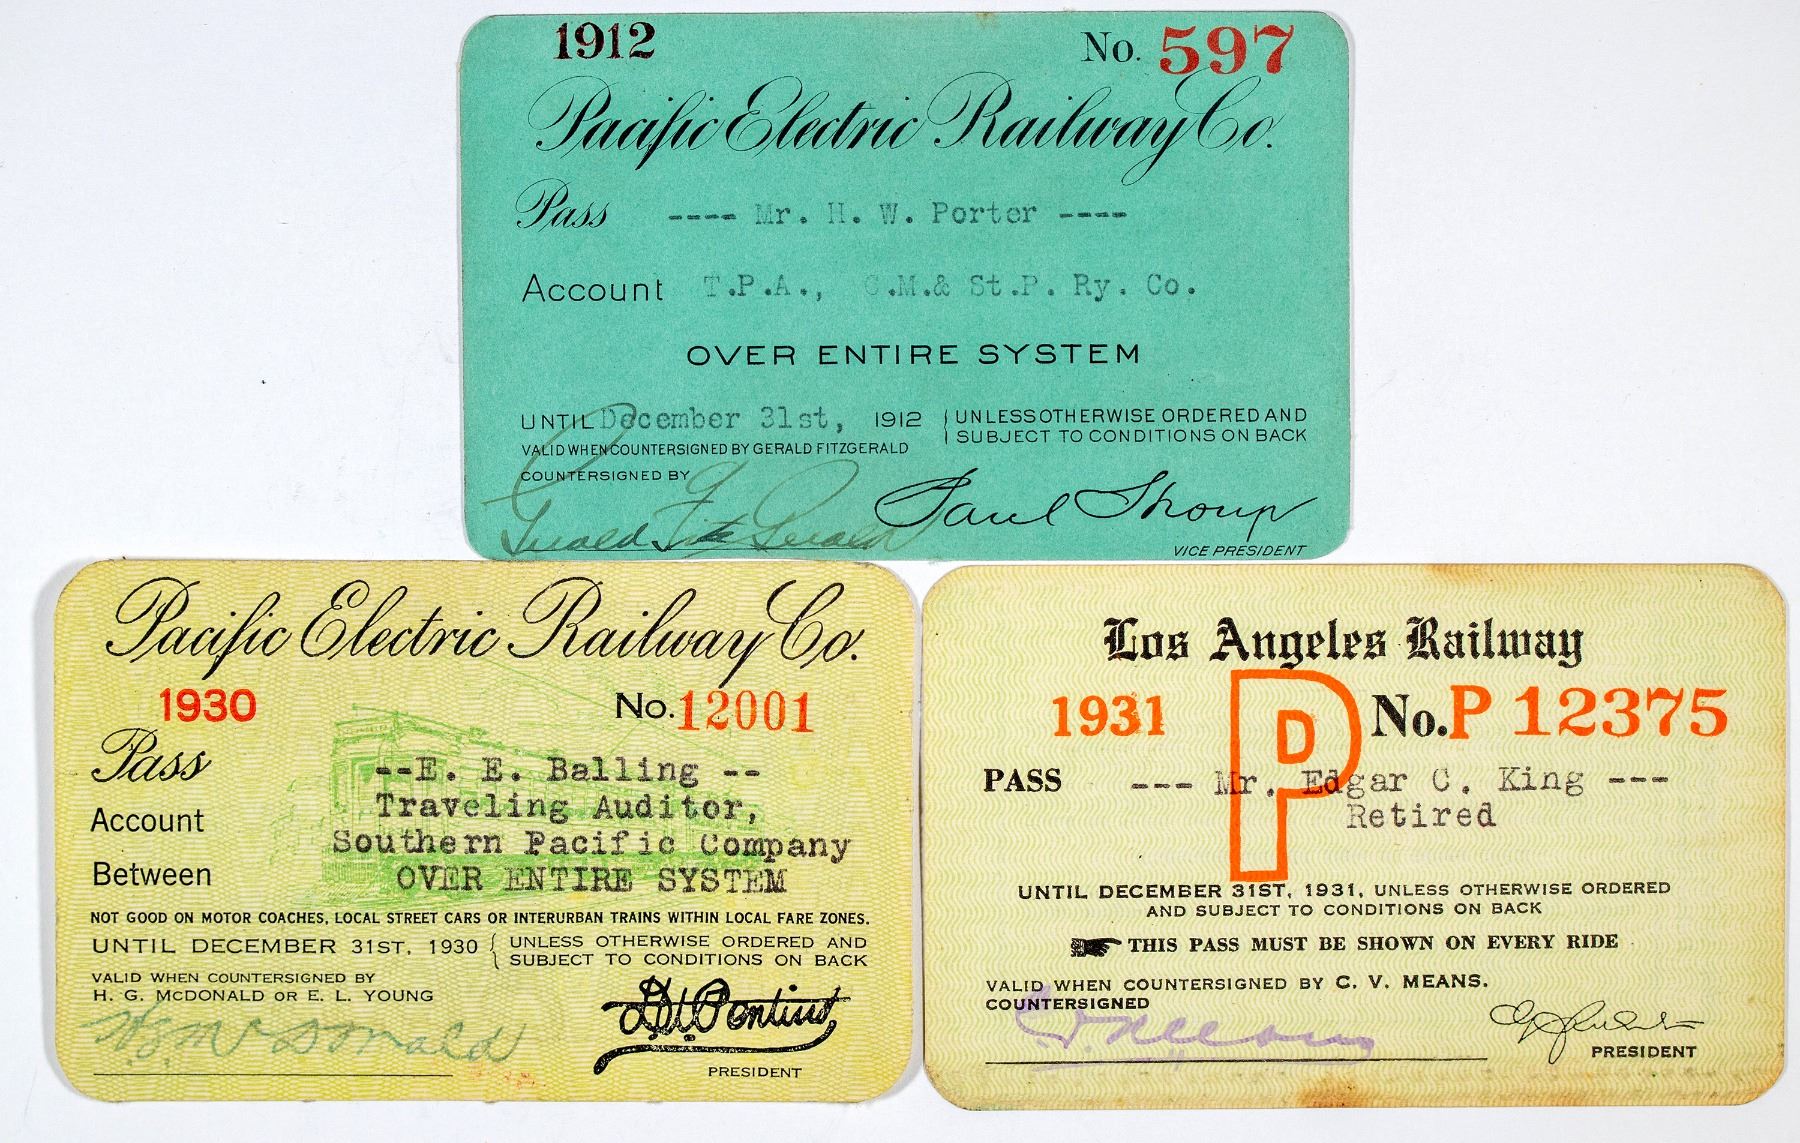 1912 No. 597
Pacific Electric Railway Co.
Pass ---- Mr. H. W. Porter ----
Account T.P.A., C.M.& St.P. Ry. Co.
OVER ENTIRE SYSTEM
UNTIL December 31st, 1912 { UNLESS OTHERWISE ORDERED AND
SUBJECT TO CONDITIONS ON BACK
VALID WHEN COUNTERSIGNED BY GERALD FITZGERALD
COUNTERSIGNED BY
Gerald FitzGerald
Paul Shoup
VICE PRESIDENT
Pacific Electric Railway Co.
1930 No. 12001
Pass --E. E. Balling --
Traveling Auditor,
Account
Southern Pacific Company
Between OVER ENTIRE SYSTEM
NOT GOOD ON MOTOR COACHES, LOCAL STREET CARS OR INTERURBAN TRAINS WITHIN LOCAL FARE ZONES.
UNTIL DECEMBER 31ST, 1930 { UNLESS OTHERWISE ORDERED AND
SUBJECT TO CONDITIONS ON BACK
VALID WHEN COUNTERSIGNED BY
H. G. McDONALD OR E. L. YOUNG
H G McDonald
D W Pontius
PRESIDENT
Los Angeles Railway
1931 P No. P 12375
PASS --- Mr. Edgar C. King ---
Retired
UNTIL DECEMBER 31ST, 1931, UNLESS OTHERWISE ORDERED
AND SUBJECT TO CONDITIONS ON BACK
THIS PASS MUST BE SHOWN ON EVERY RIDE
VALID WHEN COUNTERSIGNED BY C. V. MEANS.
COUNTERSIGNED
C V Means
PRESIDENT